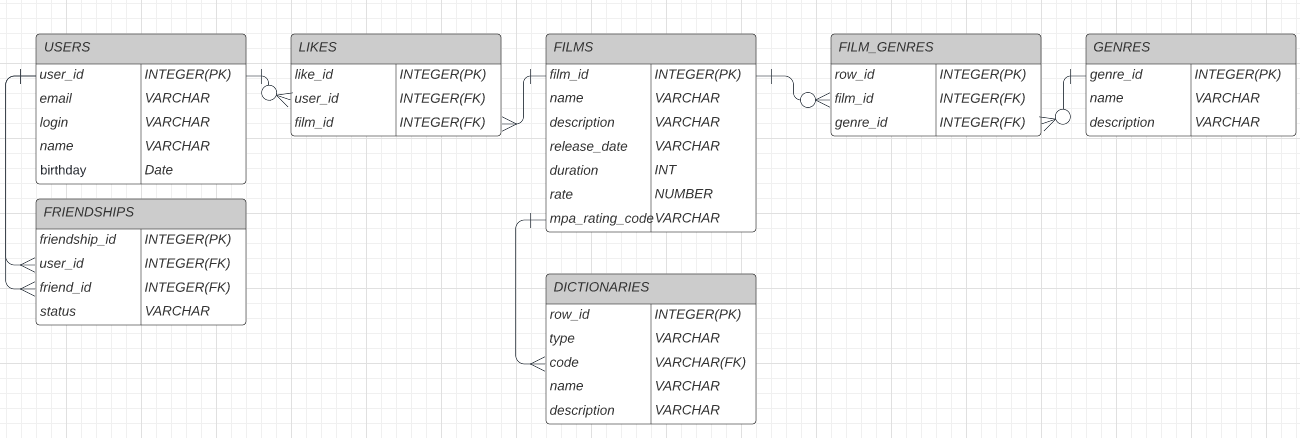 USERS
user_id INTEGER(PK)
email VARCHAR
login VARCHAR
name VARCHAR
birthday Date
FRIENDSHIPS
friendship_id INTEGER(PK)
user_id INTEGER(FK)
friend_id INTEGER(FK)
status VARCHAR
LIKES
like_id INTEGER(PK)
user_id INTEGER(FK)
film_id INTEGER(FK)
FILMS
film_id INTEGER(PK)
name VARCHAR
description VARCHAR
release_date VARCHAR
duration INT
rate NUMBER
mpa_rating_code VARCHAR
DICTIONARIES
row_id INTEGER(PK)
type VARCHAR
code VARCHAR(FK)
name VARCHAR
description VARCHAR
FILM_GENRES
row_id INTEGER(PK)
film_id INTEGER(FK)
genre_id INTEGER(FK)
GENRES
genre_id INTEGER(PK)
name VARCHAR
description VARCHAR